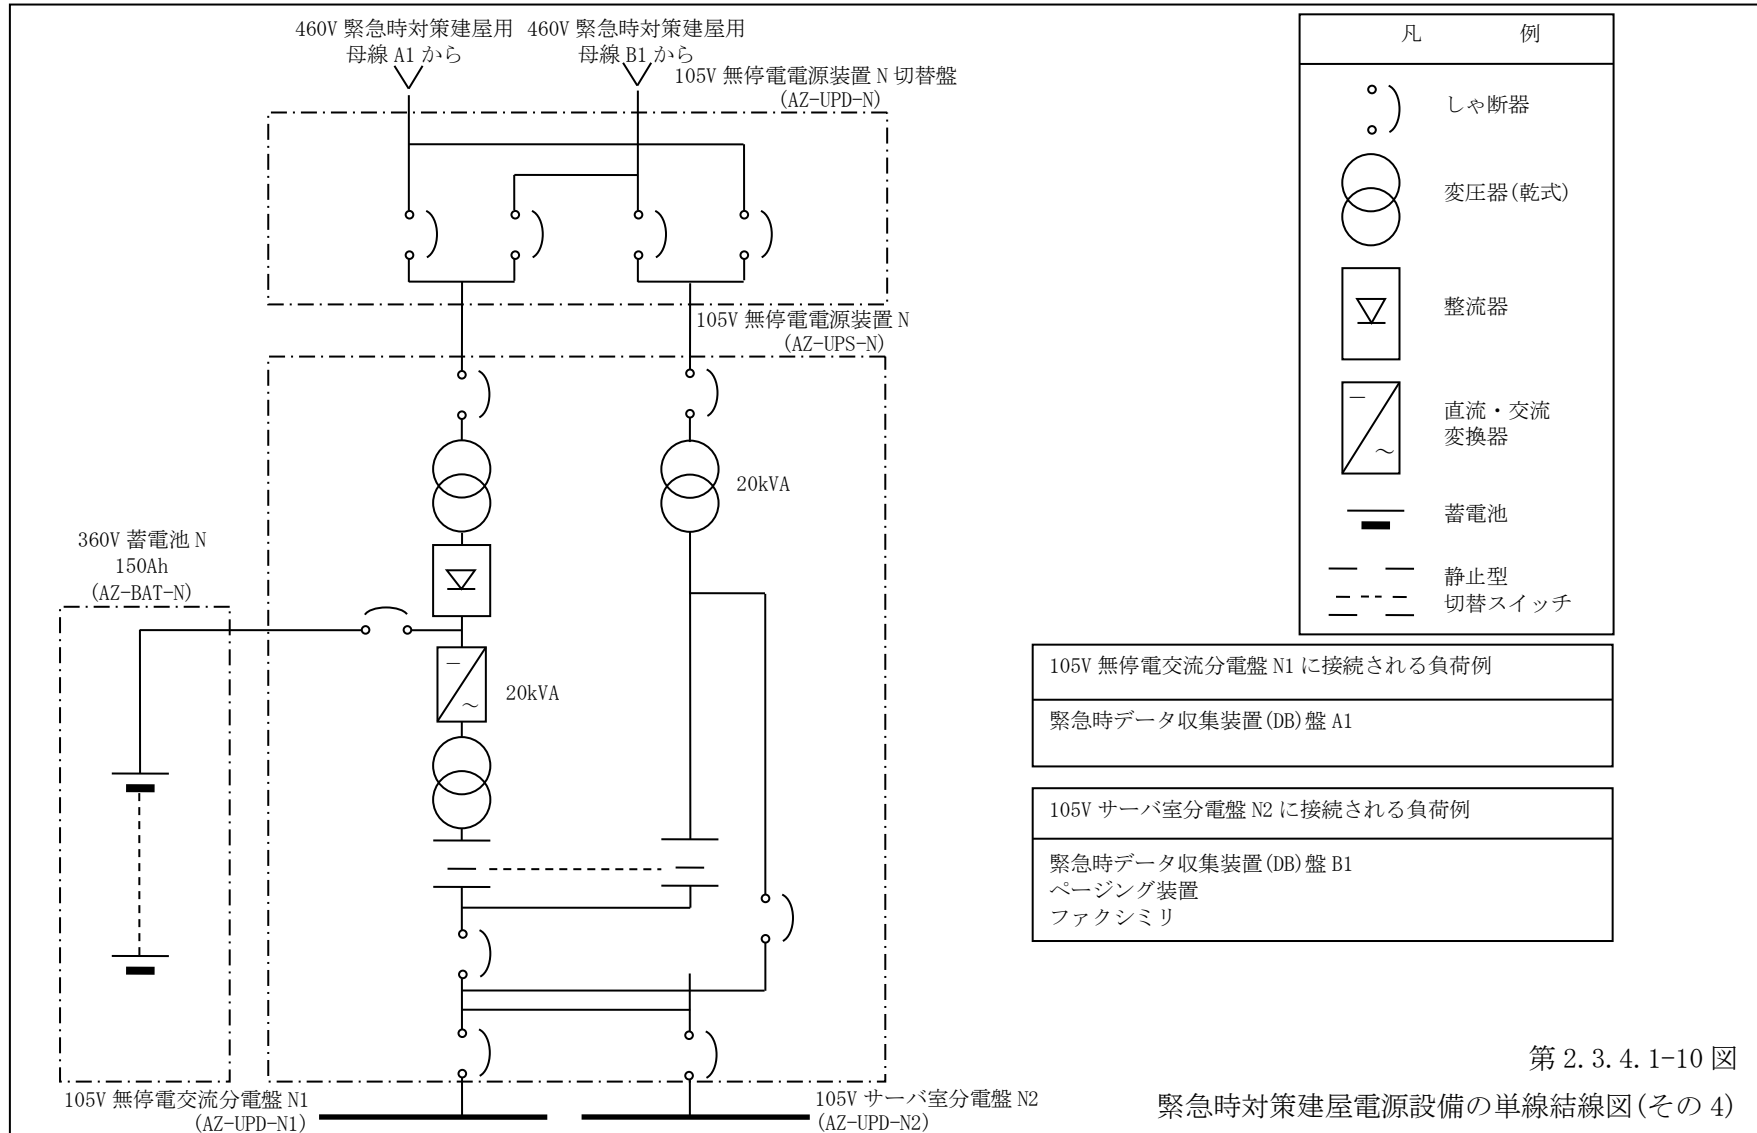 460V 緊急時対策建屋用
母線 A1 から
460V 緊急時対策建屋用
母線 B1 から
105V 無停電電源装置 N 切替盤
(AZ-UPD-N)
105V 無停電電源装置 N
(AZ-UPS-N)
20kVA
360V 蓄電池 N
150Ah
(AZ-BAT-N)
20kVA
105V 無停電交流分電盤 N1
(AZ-UPD-N1)
105V サーバ室分電盤 N2
(AZ-UPD-N2)
凡 例
しゃ断器
変圧器(乾式)
整流器
直流・交流
変換器
蓄電池
静止型
切替スイッチ
105V 無停電交流分電盤 N1 に接続される負荷例
緊急時データ収集装置(DB)盤 A1
105V サーバ室分電盤 N2 に接続される負荷例
緊急時データ収集装置(DB)盤 B1
ページング装置
ファクシミリ
第 2.3.4.1-10 図
緊急時対策建屋電源設備の単線結線図(その 4)